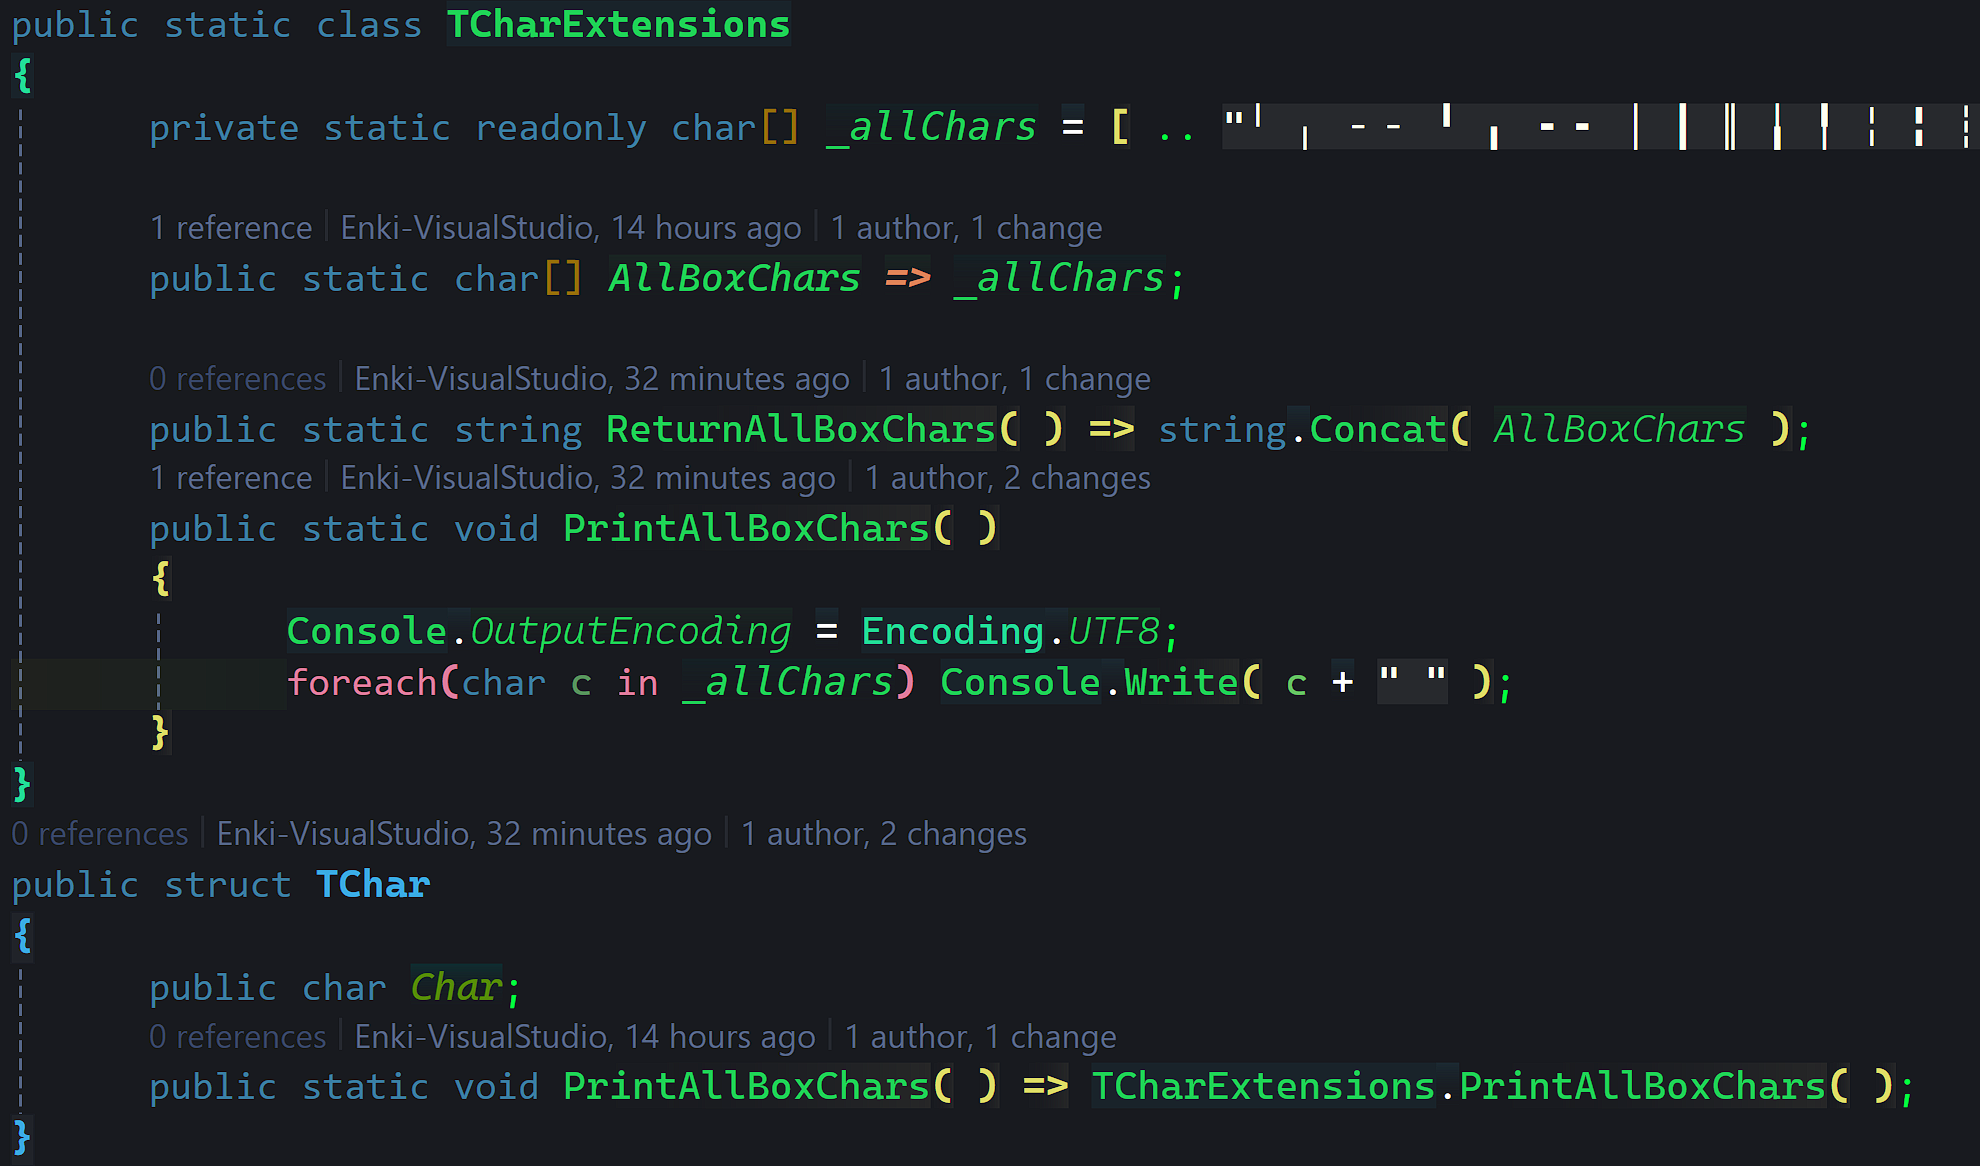 public static class TCharExtensions
{
private static readonly char[] _allChars = [ .. "╵ ╷ ╶ ╴ ╹ ╻ ╺ ╸ │ ┃ ║ ╽ ╿ ┆ ┇ ┊
1 reference | Enki-VisualStudio, 14 hours ago | 1 author, 1 change
public static char[] AllBoxChars => _allChars;
0 references | Enki-VisualStudio, 32 minutes ago | 1 author, 1 change
public static string ReturnAllBoxChars( ) => string.Concat( AllBoxChars );
1 reference | Enki-VisualStudio, 32 minutes ago | 1 author, 2 changes
public static void PrintAllBoxChars( )
{
Console.OutputEncoding = Encoding.UTF8;
foreach(char c in _allChars) Console.Write( c + " " );
}
}
0 references | Enki-VisualStudio, 32 minutes ago | 1 author, 2 changes
public struct TChar
{
public char Char;
0 references | Enki-VisualStudio, 14 hours ago | 1 author, 1 change
public static void PrintAllBoxChars( ) => TCharExtensions.PrintAllBoxChars( );
}